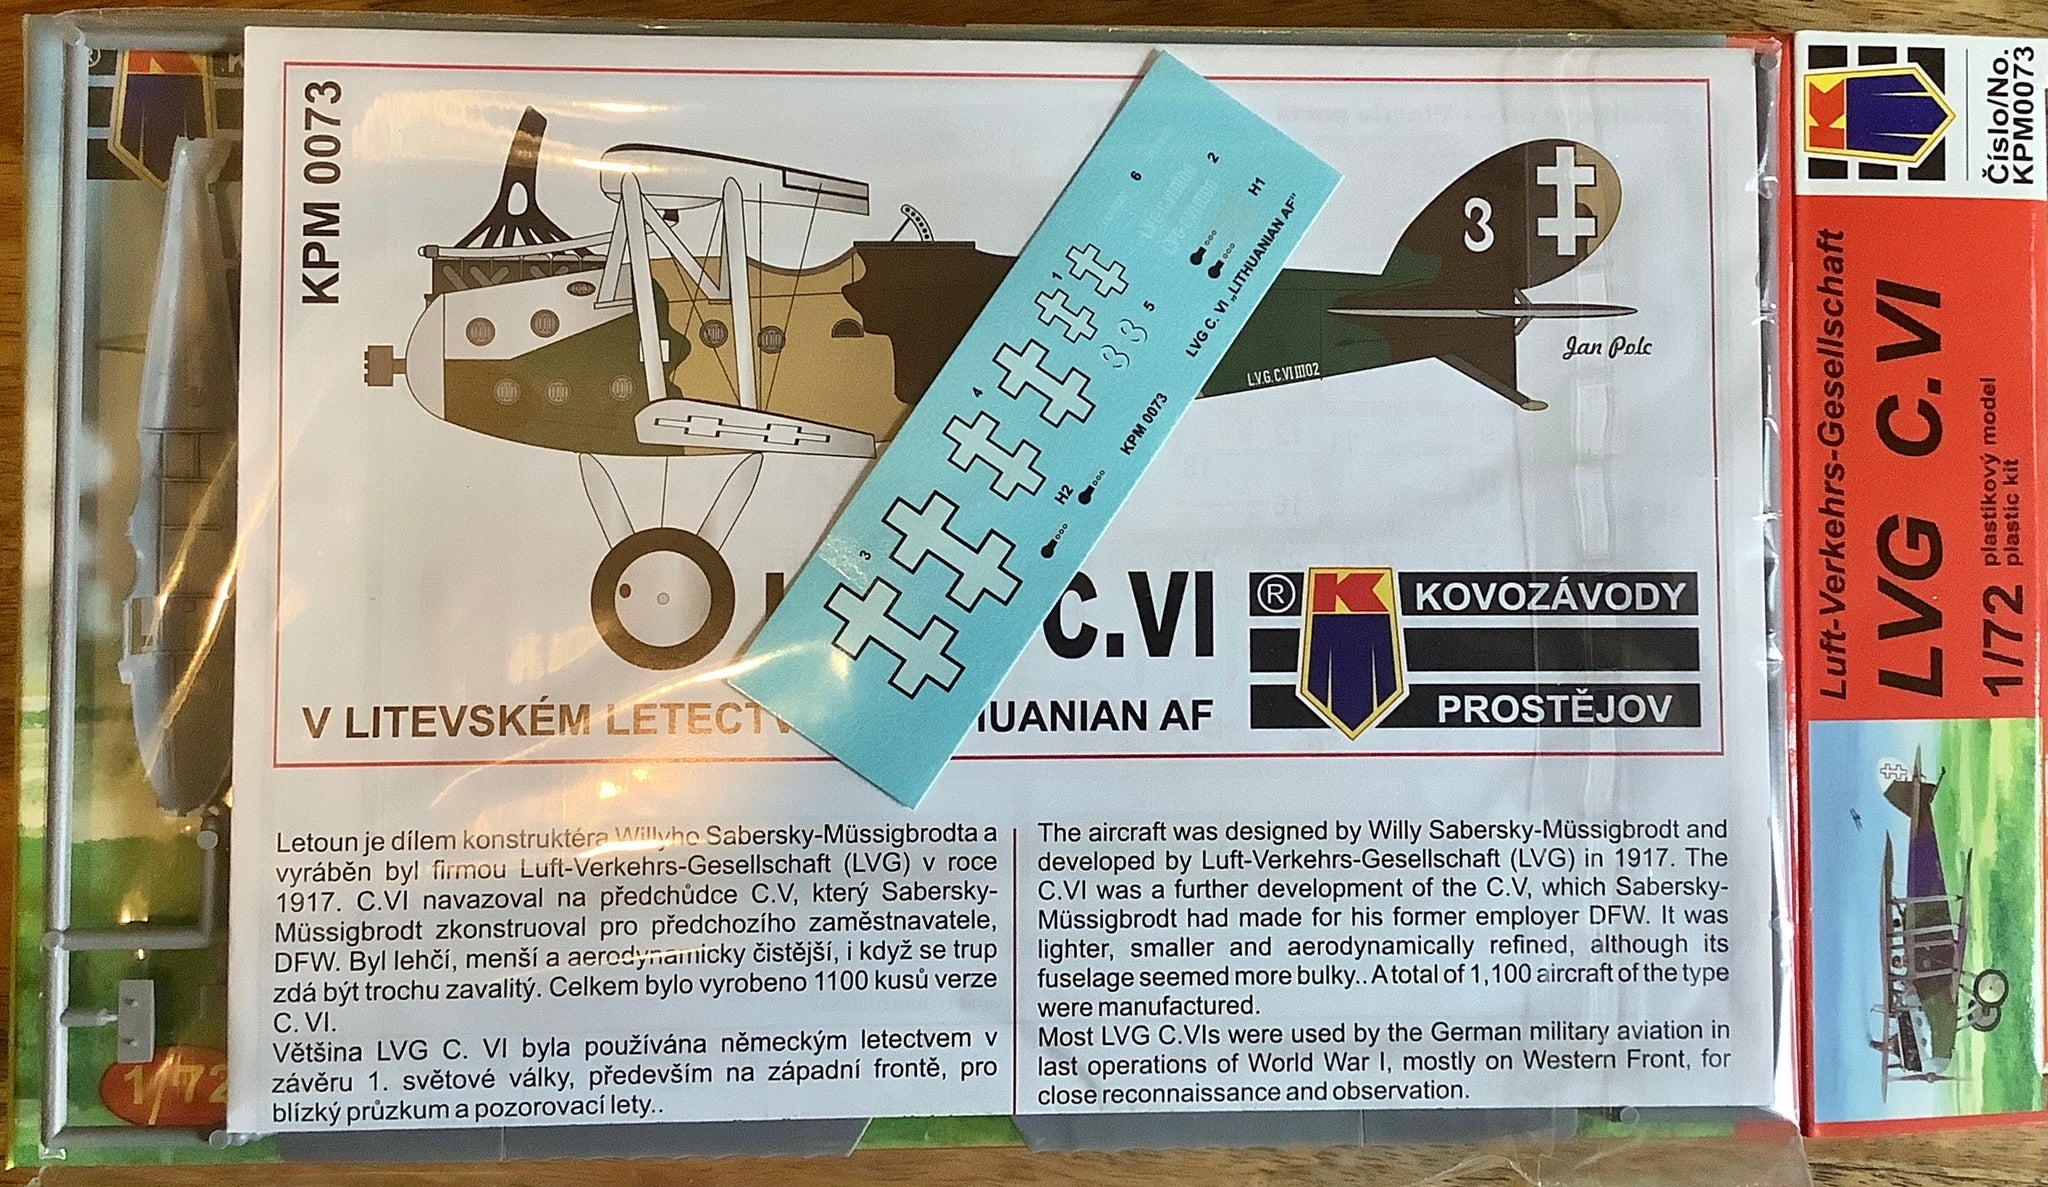 KPM 0073
3
Jan Polc
L.V.G.C.VI 1102
6
2
H1
1
5
33
LVG C. VI „LITHUANIAN AF"
4
KPM 0073
H2
3
C.VI
V LITEVSKÉM LETECTV
HUANIAN AF
®
K
KOVOZÁVODY
PROSTĚJOV
Letoun je dílem konstruktéra Willyho Sabersky-Müssigbrodta a
vyráběn byl firmou Luft-Verkehrs-Gesellschaft (LVG) v roce
1917. C.VI navazoval na předchůdce C.V, který Sabersky-
Müssigbrodt zkonstruoval pro předchozího zaměstnavatele,
DFW. Byl lehčí, menší a aerodynamicky čistější, i když se trup
zdá být trochu zavalitý. Celkem bylo vyrobeno 1100 kusů verze
C. VI.
Většina LVG C. VI byla používána německým letectvem v
závěru 1. světové války, především na západní frontě, pro
blízký průzkum a pozorovací lety..
The aircraft was designed by Willy Sabersky-Müssigbrodt and
developed by Luft-Verkehrs-Gesellschaft (LVG) in 1917. The
C.VI was a further development of the C.V, which Sabersky-
Müssigbrodt had made for his former employer DFW. It was
lighter, smaller and aerodynamically refined, although its
fuselage seemed more bulky.. A total of 1,100 aircraft of the type
were manufactured.
Most LVG C.VIs were used by the German military aviation in
last operations of World War I, mostly on Western Front, for
close reconnaissance and observation.
1/72
K
Číslo/No.
KPM0073
Luft-Verkehrs-Gesellschaft
LVG C.VI
1/72
plastikový model
plastic kit